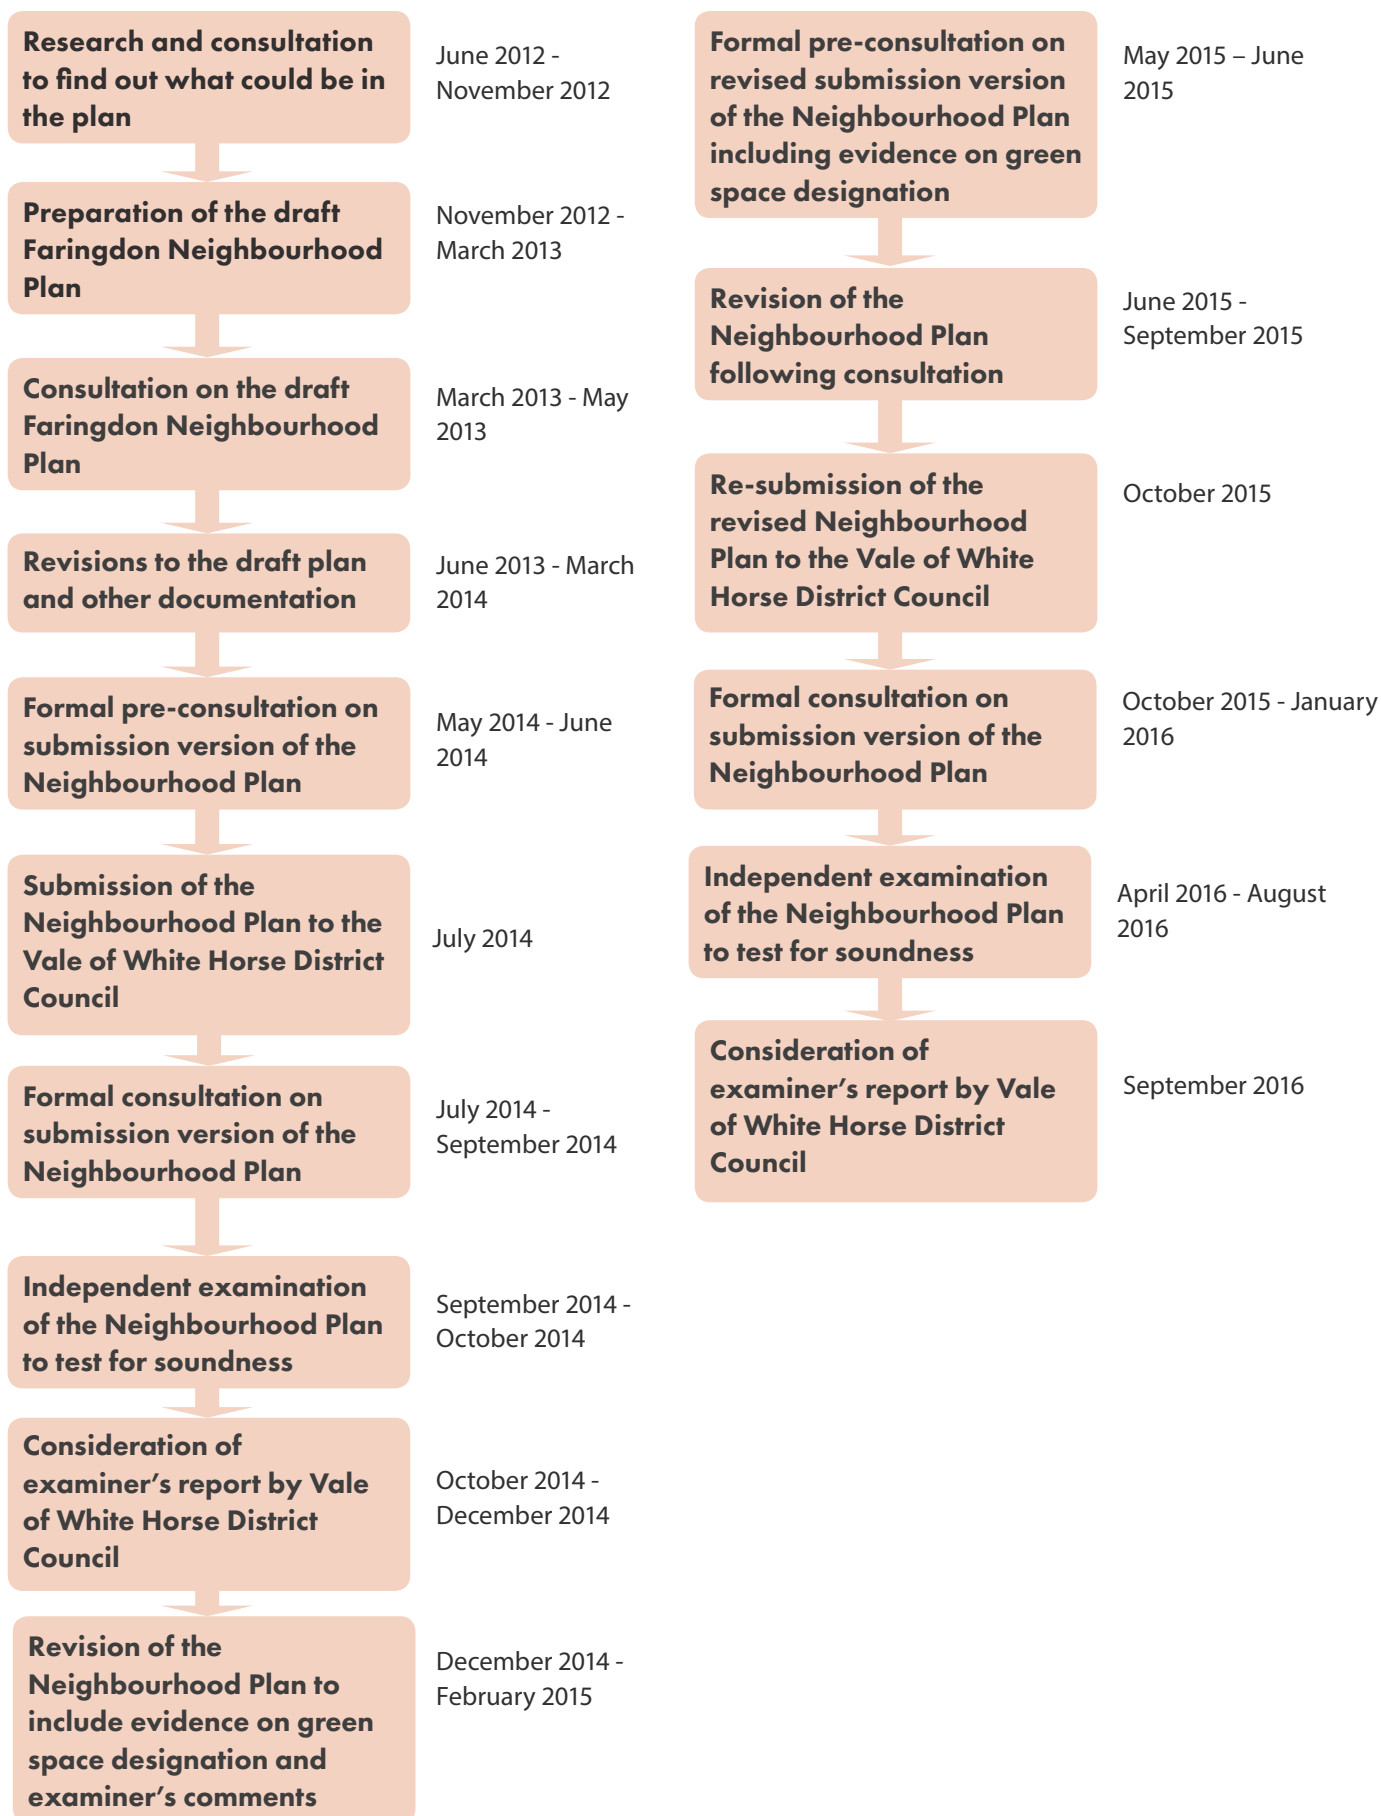 Research and consultation
to find out what could be in
the plan
June 2012 -
November 2012
Preparation of the draft
Faringdon Neighbourhood
Plan
November 2012 -
March 2013
Consultation on the draft
Faringdon Neighbourhood
Plan
March 2013 - May
2013
Revisions to the draft plan
and other documentation
June 2013 - March
2014
Formal pre-consultation on
submission version of the
Neighbourhood Plan
May 2014 - June
2014
Submission of the
Neighbourhood Plan to the
Vale of White Horse District
Council
July 2014
Formal consultation on
submission version of the
Neighbourhood Plan
July 2014 -
September 2014
Independent examination
of the Neighbourhood Plan
to test for soundness
September 2014 -
October 2014
Consideration of
examiner’s report by Vale
of White Horse District
Council
October 2014 -
December 2014
Revision of the
Neighbourhood Plan to
include evidence on green
space designation and
examiner’s comments
December 2014 -
February 2015
Formal pre-consultation on
revised submission version
of the Neighbourhood Plan
including evidence on green
space designation
May 2015 – June
2015
Revision of the
Neighbourhood Plan
following consultation
June 2015 -
September 2015
Re-submission of the
revised Neighbourhood
Plan to the Vale of White
Horse District Council
October 2015
Formal consultation on
submission version of the
Neighbourhood Plan
October 2015 - January
2016
Independent examination
of the Neighbourhood Plan
to test for soundness
April 2016 - August
2016
Consideration of
examiner’s report by Vale
of White Horse District
Council
September 2016